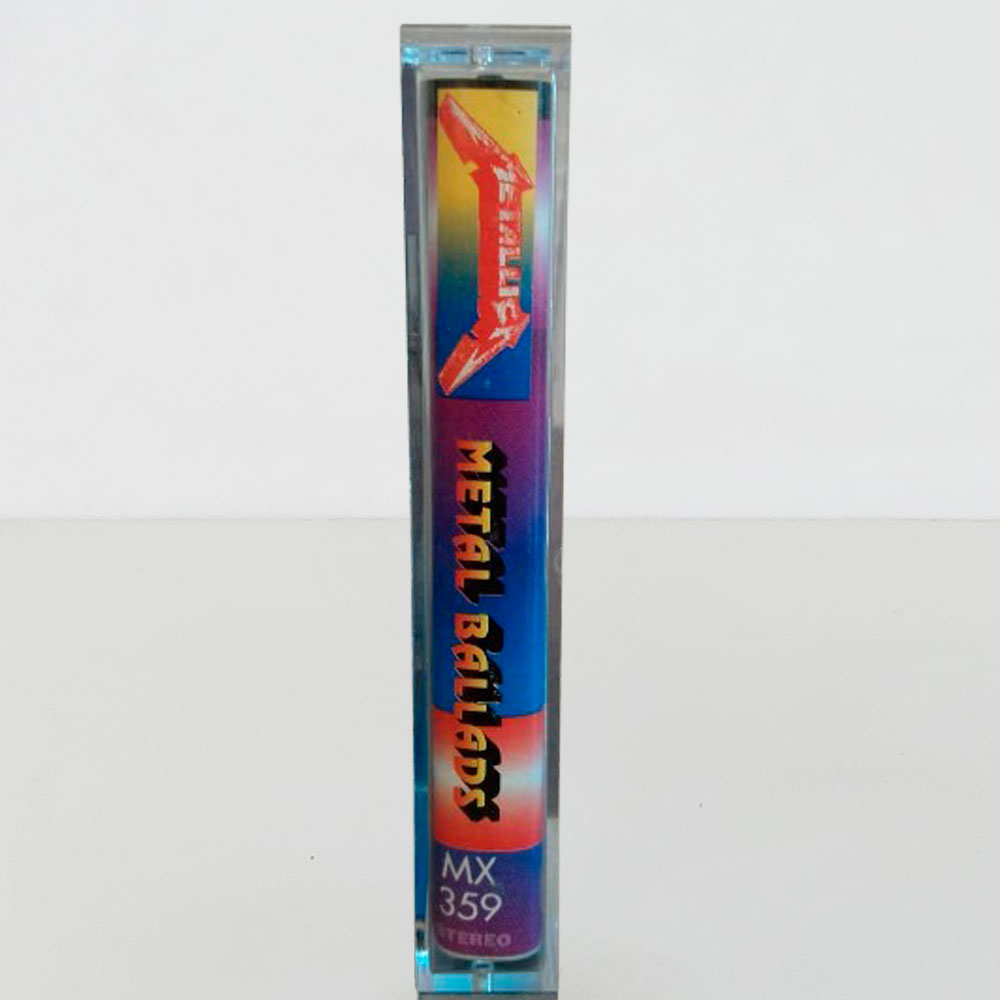 METALLICA
METAL BALLADS
MX
359
STEREO